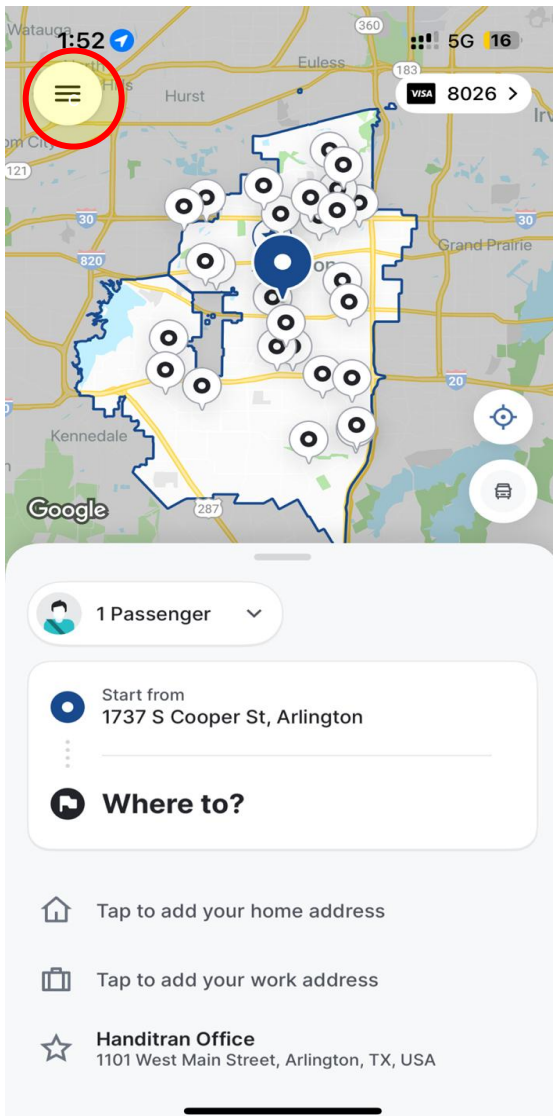 Watauga
1:52
5G 16
360
Euless
183
North
Hills
Hurst
VISA 8026 >
121
30
30
820
Grand Prairie
20
Kennedale
Google
287
1 Passenger
Start from
1737 S Cooper St, Arlington
Where to?
Tap to add your home address
Tap to add your work address
Handitran Office
1101 West Main Street, Arlington, TX, USA